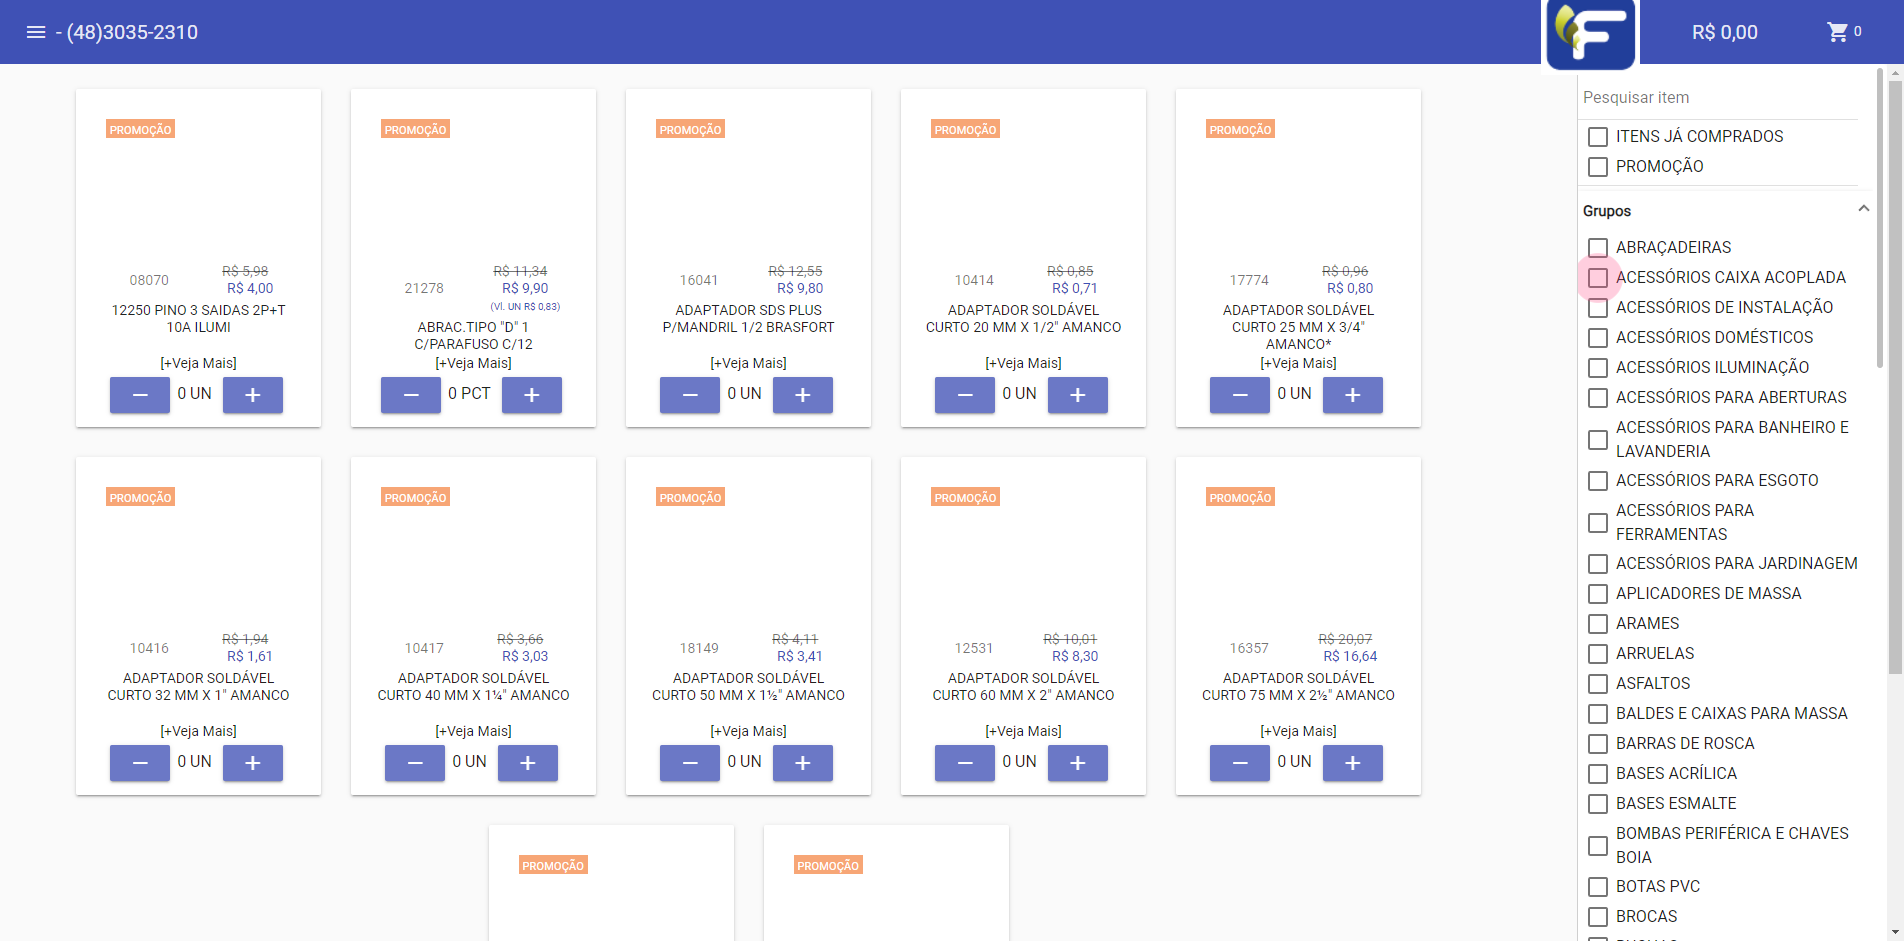 - (48)3035-2310
F
R$ 0,00
0
PROMOÇÃO
08070
R$ 5,98
R$ 4,00
12250 PINO 3 SAIDAS 2P+T
10A ILUMI
[+Veja Mais]
0 UN
PROMOÇÃO
21278
R$ 11,34
R$ 9,90
(Vl. UN R$ 0,83)
ABRAC.TIPO "D" 1
C/PARAFUSO C/12
[+Veja Mais]
0 PCT
PROMOÇÃO
16041
R$ 12,55
R$ 9,80
ADAPTADOR SDS PLUS
P/MANDRIL 1/2 BRASFORT
[+Veja Mais]
0 UN
PROMOÇÃO
10414
R$ 0,85
R$ 0,71
ADAPTADOR SOLDÁVEL
CURTO 20 MM X 1/2" AMANCO
[+Veja Mais]
0 UN
PROMOÇÃO
17774
R$ 0,96
R$ 0,80
ADAPTADOR SOLDÁVEL
CURTO 25 MM X 3/4"
AMANCO*
[+Veja Mais]
0 UN
PROMOÇÃO
10416
R$ 1,94
R$ 1,61
ADAPTADOR SOLDÁVEL
CURTO 32 MM X 1" AMANCO
[+Veja Mais]
0 UN
PROMOÇÃO
10417
R$ 3,66
R$ 3,03
ADAPTADOR SOLDÁVEL
CURTO 40 MM X 1¼" AMANCO
[+Veja Mais]
0 UN
PROMOÇÃO
18149
R$ 4,11
R$ 3,41
ADAPTADOR SOLDÁVEL
CURTO 50 MM X 1½" AMANCO
[+Veja Mais]
0 UN
PROMOÇÃO
12531
R$ 10,01
R$ 8,30
ADAPTADOR SOLDÁVEL
CURTO 60 MM X 2" AMANCO
[+Veja Mais]
0 UN
PROMOÇÃO
16357
R$ 20,07
R$ 16,64
ADAPTADOR SOLDÁVEL
CURTO 75 MM X 2½" AMANCO
[+Veja Mais]
0 UN
PROMOÇÃO
PROMOÇÃO
Pesquisar item
ITENS JÁ COMPRADOS
PROMOÇÃO
Grupos
ABRAÇADEIRAS
ACESSÓRIOS CAIXA ACOPLADA
ACESSÓRIOS DE INSTALAÇÃO
ACESSÓRIOS DOMÉSTICOS
ACESSÓRIOS ILUMINAÇÃO
ACESSÓRIOS PARA ABERTURAS
ACESSÓRIOS PARA BANHEIRO E
LAVANDERIA
ACESSÓRIOS PARA ESGOTO
ACESSÓRIOS PARA
FERRAMENTAS
ACESSÓRIOS PARA JARDINAGEM
APLICADORES DE MASSA
ARAMES
ARRUELAS
ASFALTOS
BALDES E CAIXAS PARA MASSA
BARRAS DE ROSCA
BASES ACRÍLICA
BASES ESMALTE
BOMBAS PERIFÉRICA E CHAVES
BOIA
BOTAS PVC
BROCAS